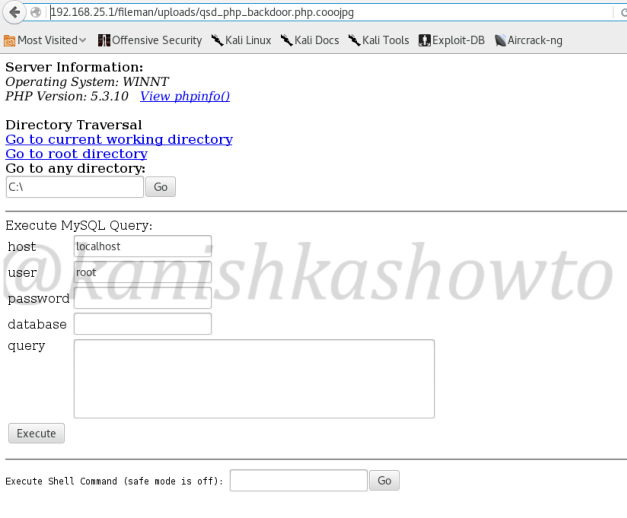 192.168.25.1/fileman/uploads/qsd_php_backdoor.php.cooojpg
Most Visited Offensive Security Kali Linux Kali Docs Kali Tools Exploit-DB Aircrack-ng
Server Information:
Operating System: WINNT
PHP Version: 5.3.10 View phpinfo()
Directory Traversal
Go to current working directory
Go to root directory
Go to any directory:
C:\ Go
Execute MySQL Query:
host localhost
user root
@kanishkashowto
password
database
query
Execute
Execute Shell Command (safe mode is off): Go